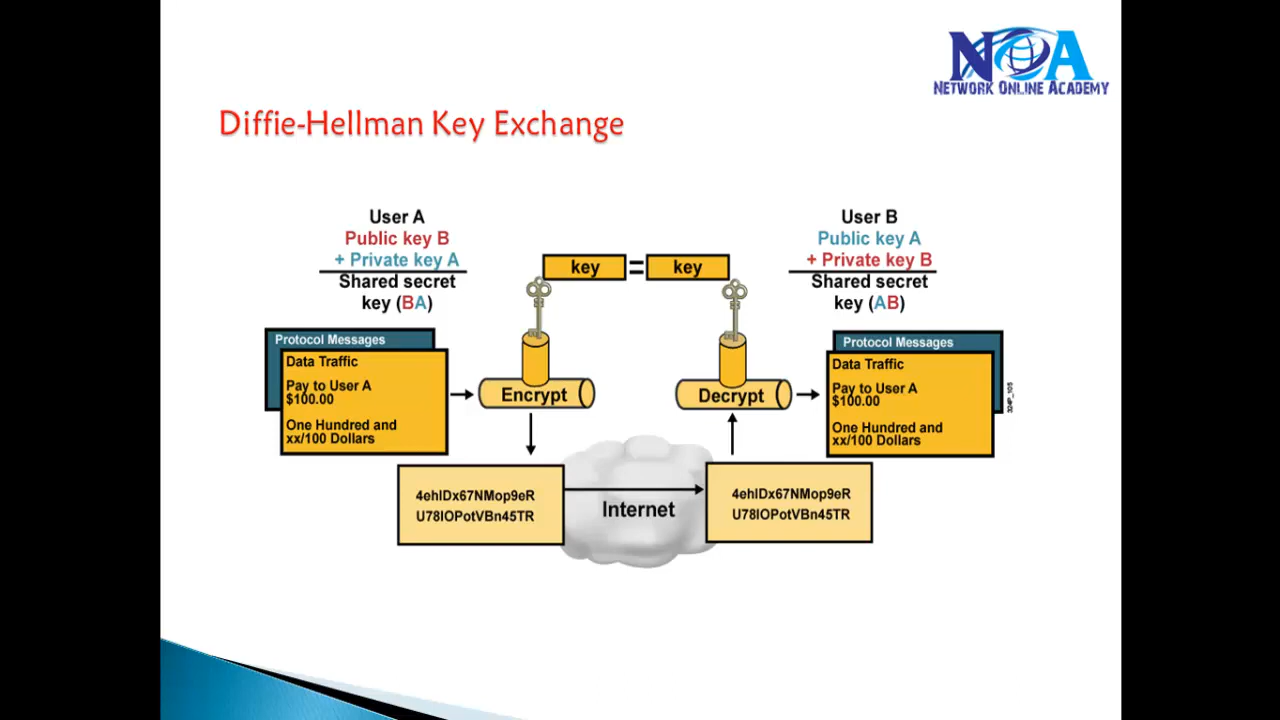 NOA
NETWORK ONLINE ACADEMY
Diffie-Hellman Key Exchange
User A
Public key B
+ Private key A
Shared secret
key (BA)
key = key
User B
Public key A
+ Private key B
Shared secret
key (AB)
Protocol Messages
Data Traffic
Pay to User A
$100.00
One Hundred and
xx/100 Dollars
Encrypt
Decrypt
Protocol Messages
Data Traffic
Pay to User A
$100.00
One Hundred and
xx/100 Dollars
324P_105
4ehIDx67NMop9eR
U78IOPotVBn45TR
Internet
4ehIDx67NMop9eR
U78IOPotVBn45TR